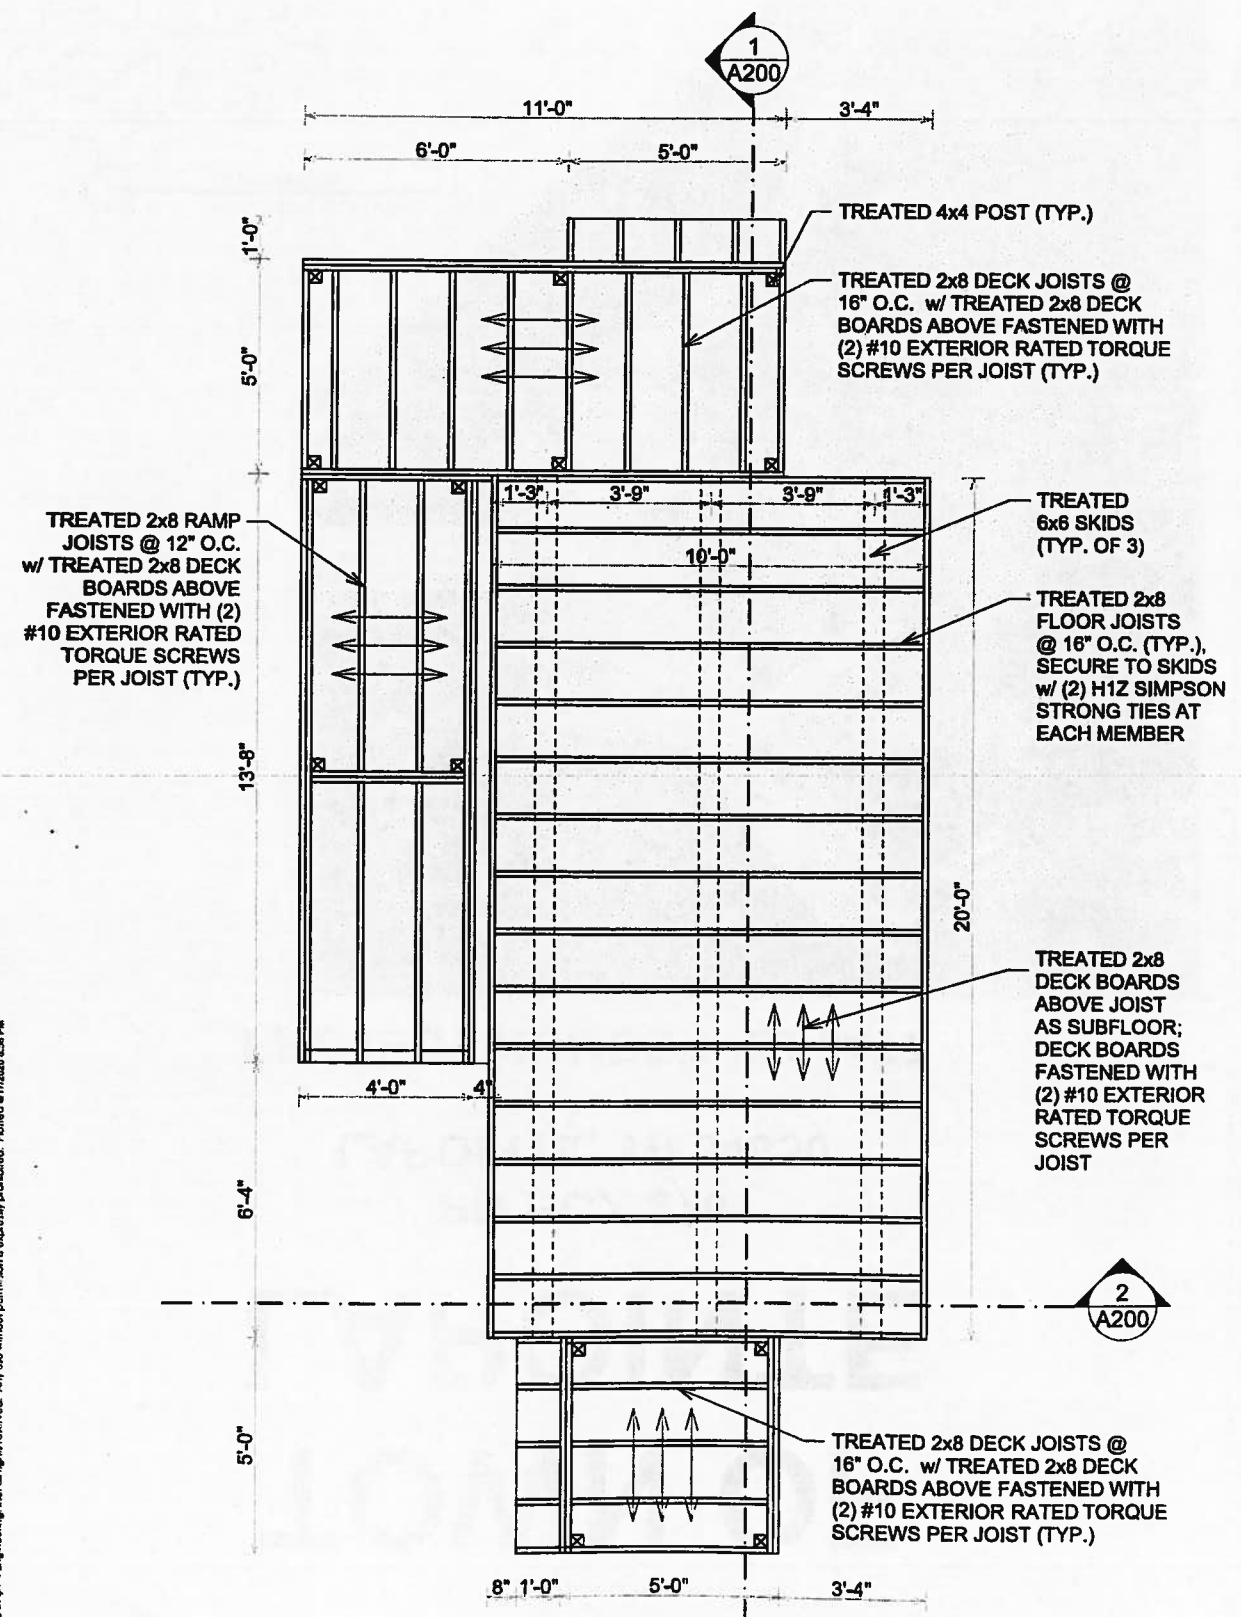 1
A200
11'-0"
3'-4"
6'-0"
5'-0"
1'-0"
TREATED 4x4 POST (TYP.)
TREATED 2x8 DECK JOISTS @
16" O.C. w/ TREATED 2x8 DECK
BOARDS ABOVE FASTENED WITH
(2) #10 EXTERIOR RATED TORQUE
SCREWS PER JOIST (TYP.)
5'-0"
1'-3"
3'-9"
3'-9"
1'-3"
TREATED
6x6 SKIDS
(TYP. OF 3)
TREATED 2x8 RAMP
JOISTS @ 12" O.C.
w/ TREATED 2x8 DECK
BOARDS ABOVE
FASTENED WITH (2)
#10 EXTERIOR RATED
TORQUE SCREWS
PER JOIST (TYP.)
10'-0"
TREATED 2x8
FLOOR JOISTS
@ 16" O.C. (TYP.),
SECURE TO SKIDS
w/ (2) H1Z SIMPSON
STRONG TIES AT
EACH MEMBER
13'-8"
20'-0"
TREATED 2x8
DECK BOARDS
ABOVE JOIST
AS SUBFLOOR;
DECK BOARDS
FASTENED WITH
(2) #10 EXTERIOR
RATED TORQUE
SCREWS PER
JOIST
4'-0"
4"
6'-4"
2
A200
5'-0"
TREATED 2x8 DECK JOISTS @
16" O.C. w/ TREATED 2x8 DECK
BOARDS ABOVE FASTENED WITH
(2) #10 EXTERIOR RATED TORQUE
SCREWS PER JOIST (TYP.)
8"
1'-0"
5'-0"
3'-4"